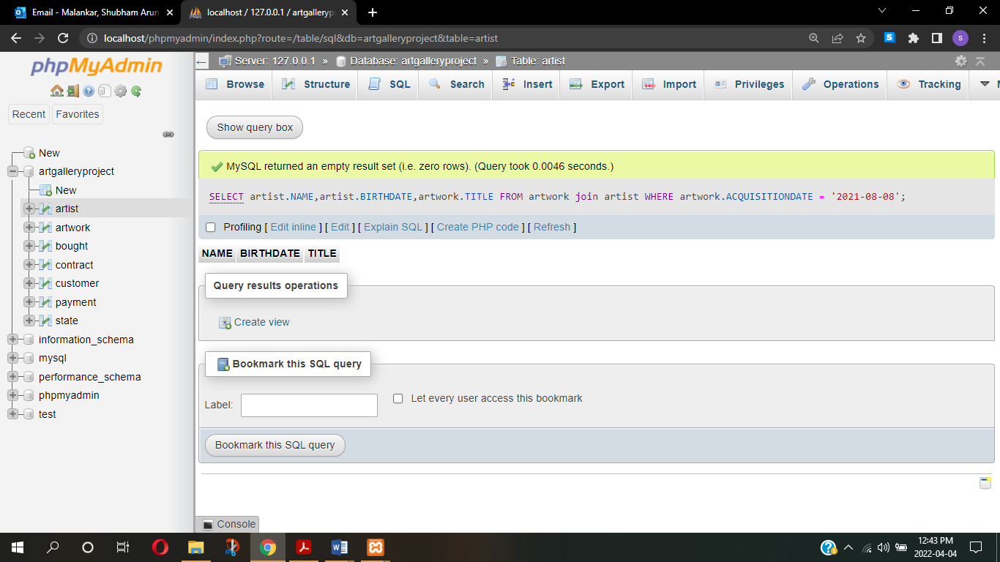 Email - Malankar, Shubham Arun
localhost / 127.0.0.1 / artgalleryp
localhost/phpmyadmin/index.php?route=/table/sql&db=artgalleryproject&table=artist
S
s
phpMyAdmin
Recent Favorites
New
artgalleryproject
New
artist
artwork
bought
contract
customer
payment
state
information_schema
mysql
performance_schema
phpmyadmin
test
Server: 127.0.0.1 » Database: artgalleryproject » Table: artist
Browse Structure SQL Search Insert Export Import Privileges Operations Tracking
Show query box
MySQL returned an empty result set (i.e. zero rows). (Query took 0.0046 seconds.)
SELECT artist.NAME,artist.BIRTHDATE,artwork.TITLE FROM artwork join artist WHERE artwork.ACQUISITIONDATE = '2021-08-08';
Profiling [ Edit inline ] [ Edit ] [ Explain SQL ] [ Create PHP code ] [ Refresh ]
NAME BIRTHDATE TITLE
Query results operations
Create view
Bookmark this SQL query
Label: Let every user access this bookmark
Bookmark this SQL query
Console
12:43 PM
2022-04-04